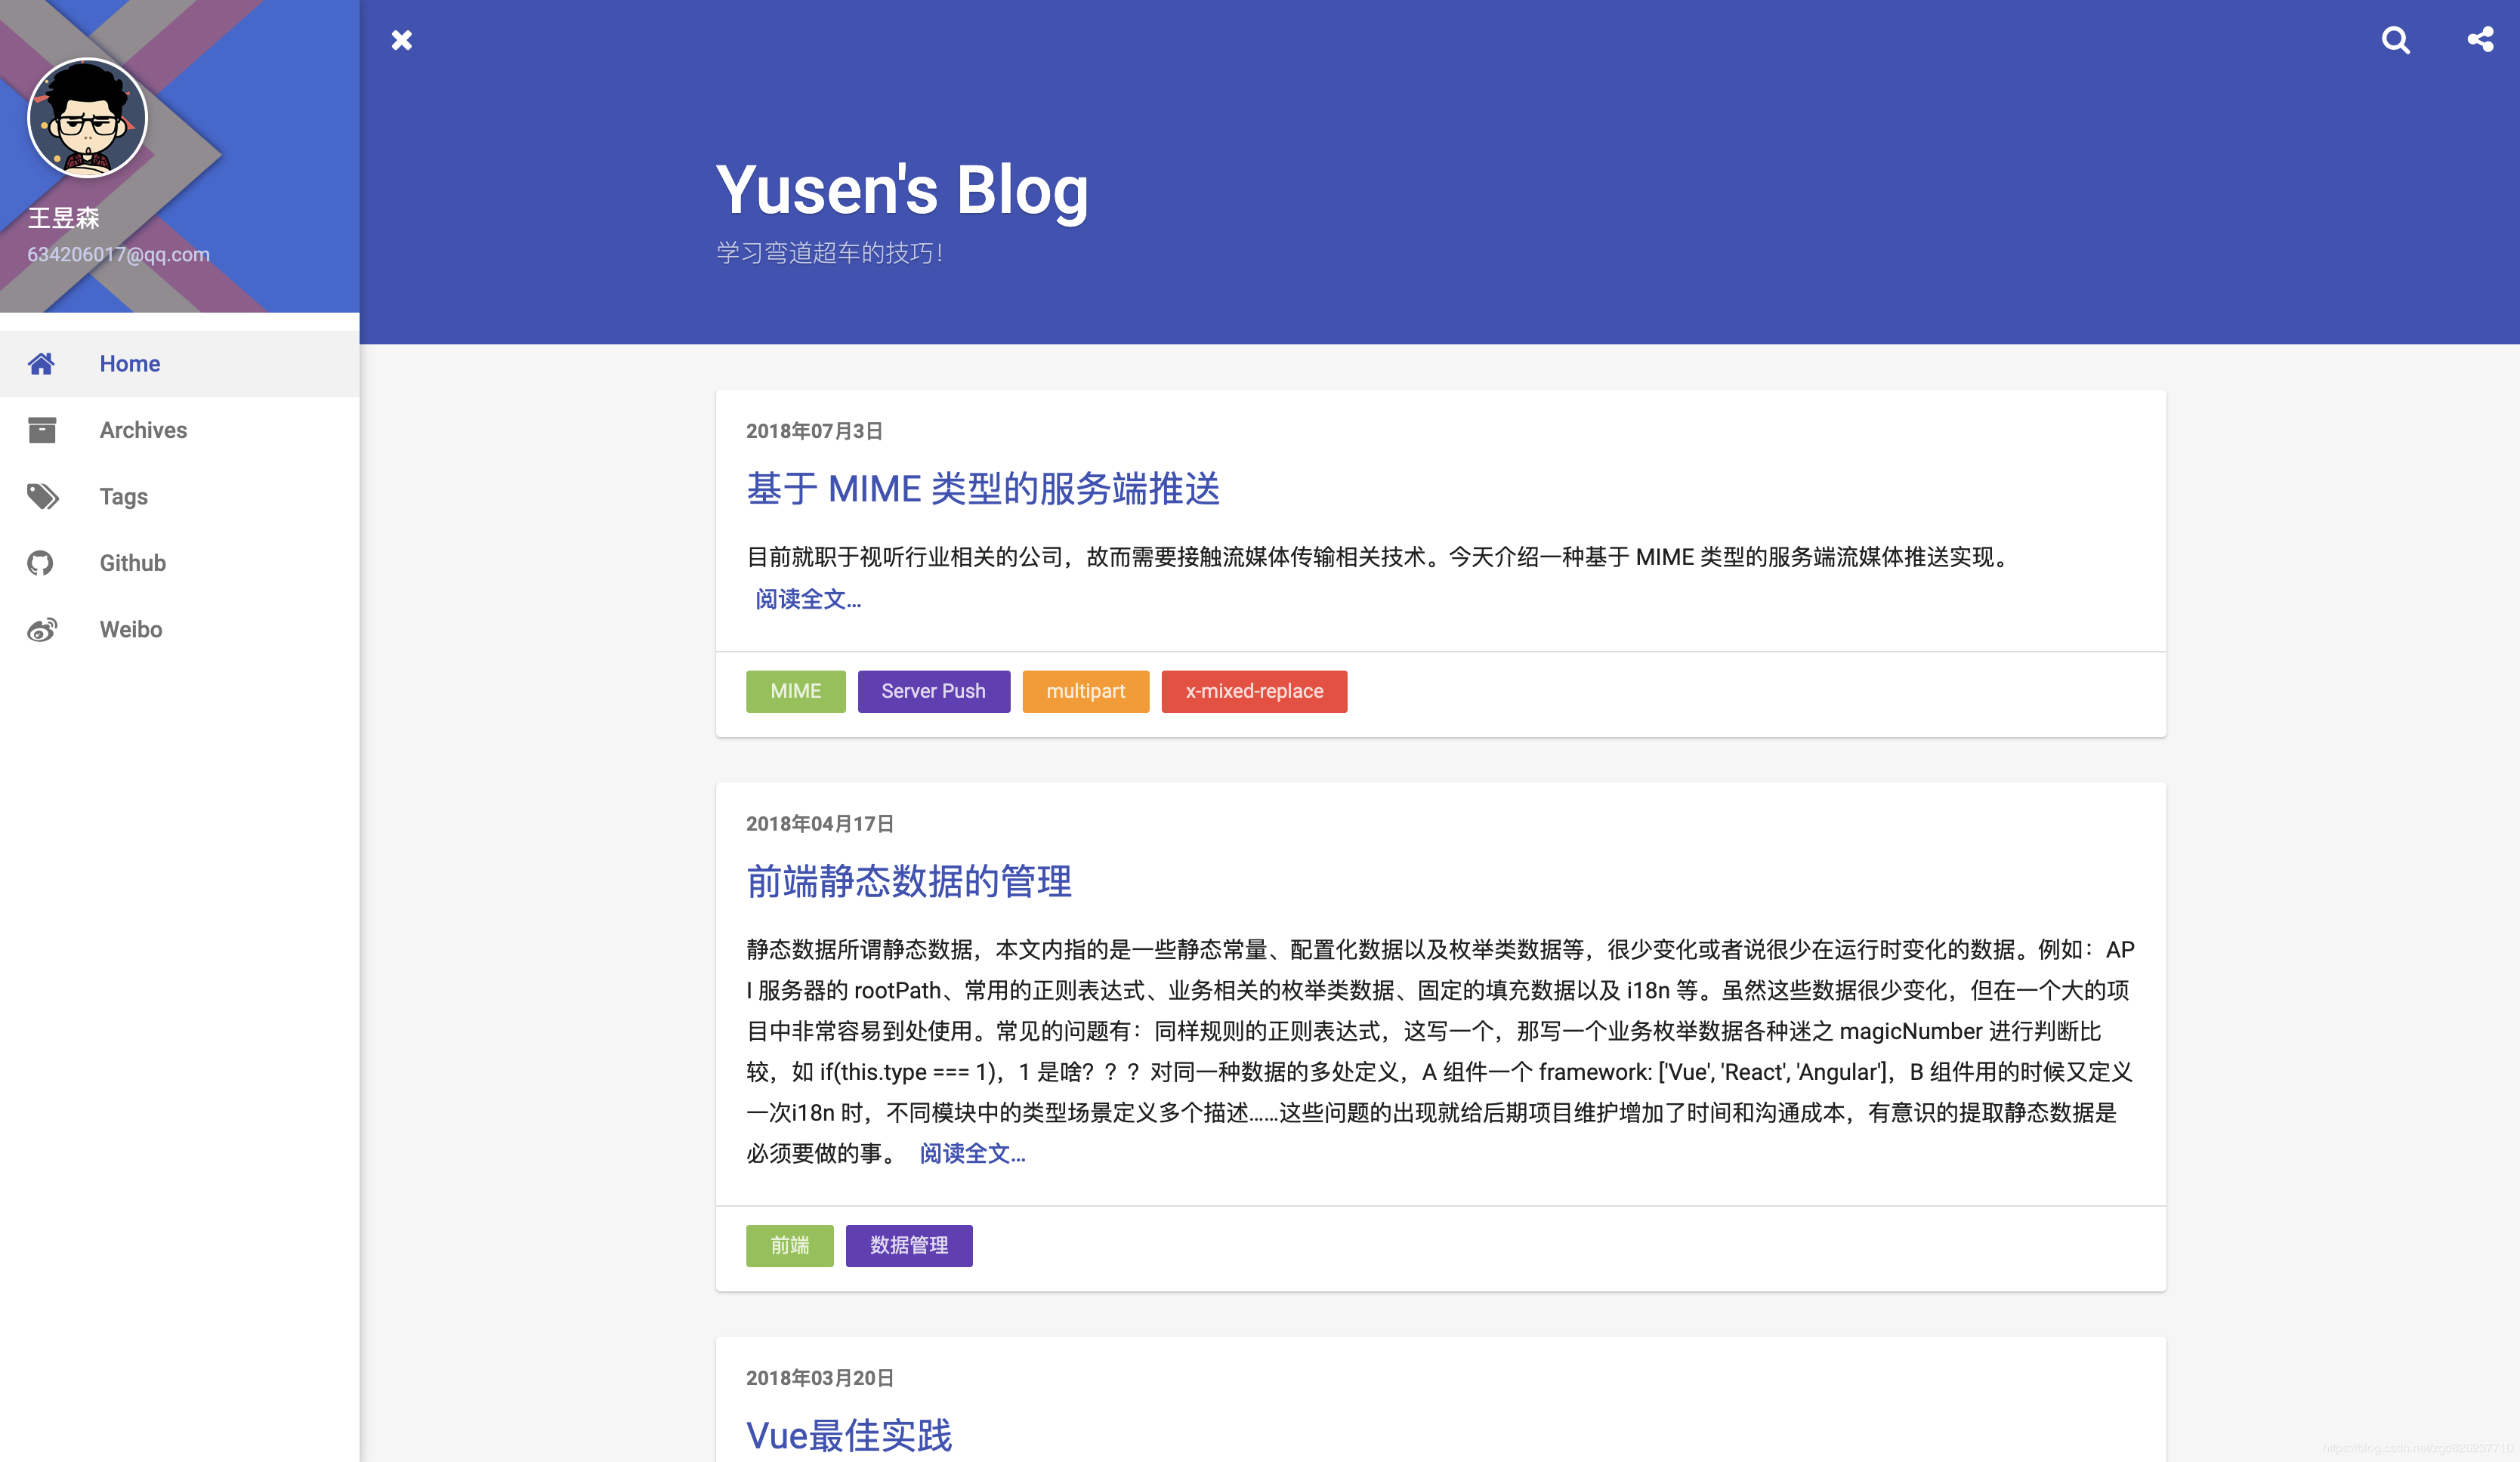 王昱森
634206017@qq.com
Home
Archives
Tags
Github
Weibo
Yusen's Blog
学习弯道超车的技巧！
2018年07月3日
基于 MIME 类型的服务端推送
目前就职于视听行业相关的公司，故而需要接触流媒体传输相关技术。今天介绍一种基于 MIME 类型的服务端流媒体推送实现。
阅读全文…
MIME Server Push multipart x-mixed-replace
2018年04月17日
前端静态数据的管理
静态数据所谓静态数据，本文内指的是一些静态常量、配置化数据以及枚举类数据等，很少变化或者说很少在运行时变化的数据。例如：AP
I 服务器的 rootPath、常用的正则表达式、业务相关的枚举类数据、固定的填充数据以及 i18n 等。虽然这些数据很少变化，但在一个大的项
目中非常容易到处使用。常见的问题有：同样规则的正则表达式，这写一个，那写一个业务枚举数据各种迷之 magicNumber 进行判断比
较，如 if(this.type === 1)，1 是啥？？？对同一种数据的多处定义，A 组件一个 framework: ['Vue', 'React', 'Angular']，B 组件用的时候又定义
一次i18n 时，不同模块中的类型场景定义多个描述……这些问题的出现就给后期项目维护增加了时间和沟通成本，有意识的提取静态数据是
必须要做的事。 阅读全文…
前端 数据管理
2018年03月20日
Vue最佳实践
https://blog.csdn.net/zgd826237710